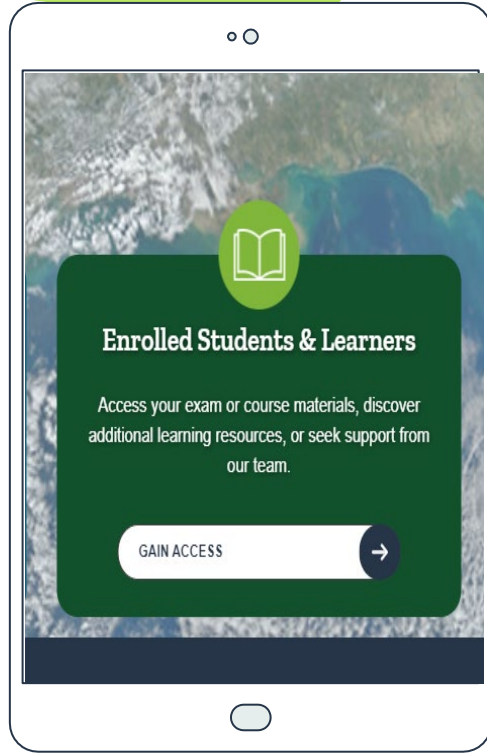 Enrolled Students & Learners
Access your exam or course materials, discover
additional learning resources, or seek support from
our team.
GAIN ACCESS